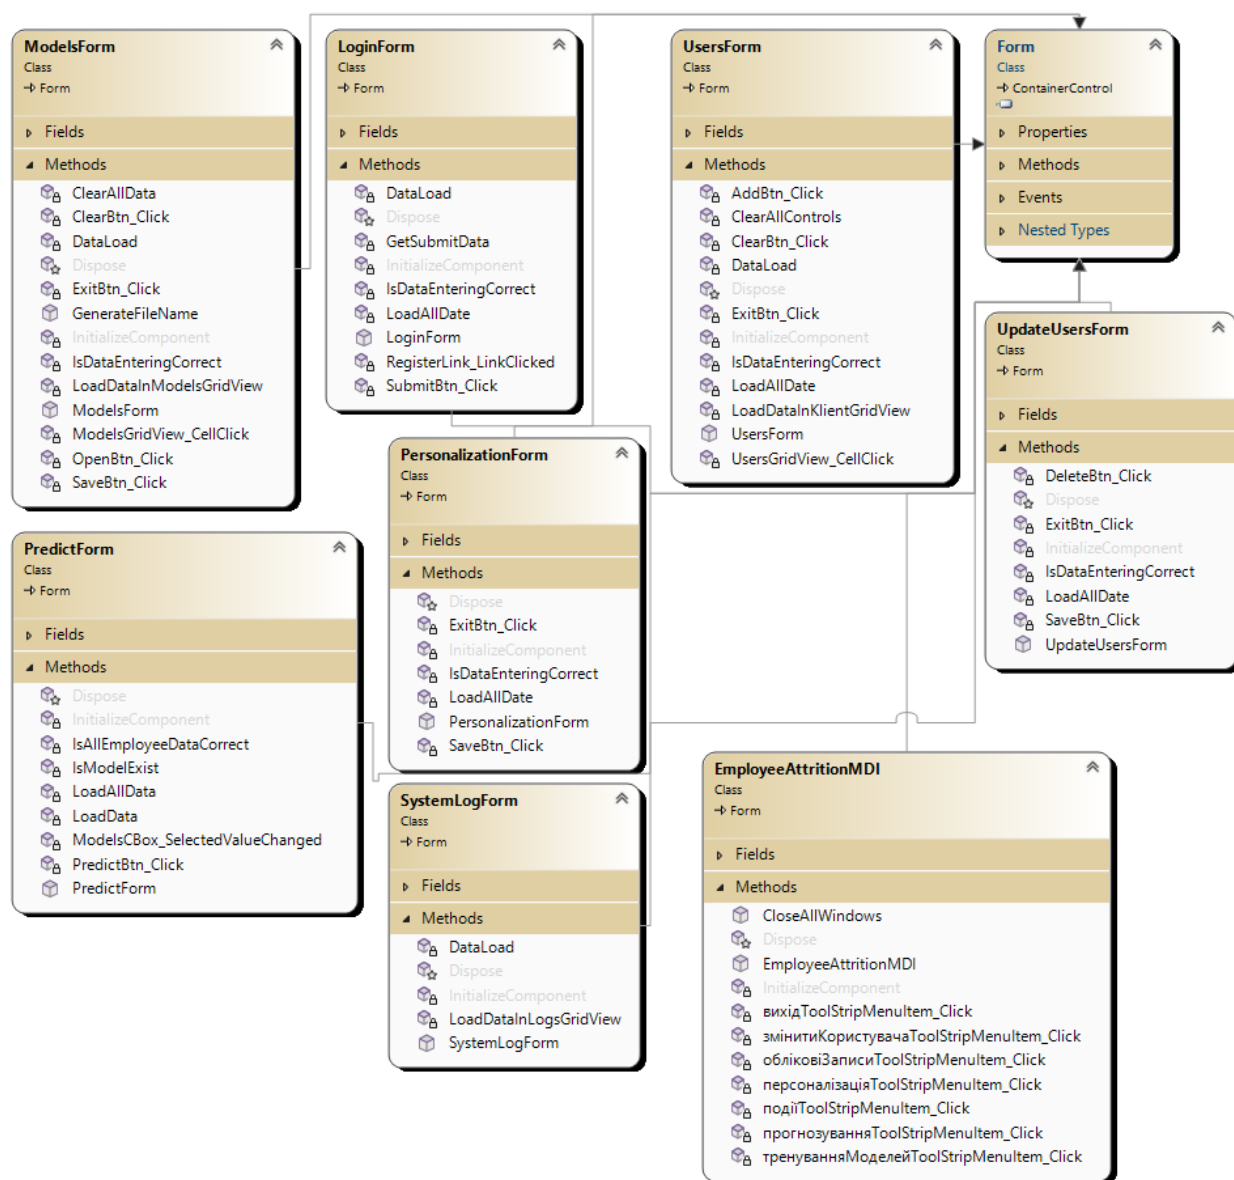 ModelsForm
Class
Form
Fields
Methods
ClearAllData
ClearBtn_Click
DataLoad
Dispose
ExitBtn_Click
GenerateFileName
InitializeComponent
IsDataEnteringCorrect
LoadDataInModelsGridView
ModelsForm
ModelsGridView_CellClick
OpenBtn_Click
SaveBtn_Click
LoginForm
Class
Form
Fields
Methods
DataLoad
Dispose
GetSubmitData
InitializeComponent
IsDataEnteringCorrect
LoadAllDate
LoginForm
RegisterLink_LinkClicked
SubmitBtn_Click
UsersForm
Class
Form
Fields
Methods
AddBtn_Click
ClearAllControls
ClearBtn_Click
DataLoad
Dispose
ExitBtn_Click
InitializeComponent
IsDataEnteringCorrect
LoadAllDate
LoadDataInKlientGridView
UsersForm
UsersGridView_CellClick
Form
Class
ContainerControl
Properties
Methods
Events
Nested Types
UpdateUsersForm
Class
Form
Fields
Methods
DeleteBtn_Click
Dispose
ExitBtn_Click
InitializeComponent
IsDataEnteringCorrect
LoadAllDate
SaveBtn_Click
UpdateUsersForm
PersonalizationForm
Class
Form
Fields
Methods
Dispose
ExitBtn_Click
InitializeComponent
IsDataEnteringCorrect
LoadAllDate
PersonalizationForm
SaveBtn_Click
PredictForm
Class
Form
Fields
Methods
Dispose
InitializeComponent
IsAllEmployeeDataCorrect
IsModelExist
LoadAllData
LoadData
ModelsCBox_SelectedValueChanged
PredictBtn_Click
PredictForm
SystemLogForm
Class
Form
Fields
Methods
DataLoad
Dispose
InitializeComponent
LoadDataInLogsGridView
SystemLogForm
EmployeeAttritionMDI
Class
Form
Fields
Methods
CloseAllWindows
Dispose
EmployeeAttritionMDI
InitializeComponent
вихідToolStripMenuItem_Click
змінитиКористувачаToolStripMenuItem_Click
обліковіЗаписиToolStripMenuItem_Click
персоналізаціяToolStripMenuItem_Click
подіїToolStripMenuItem_Click
прогнозуванняToolStripMenuItem_Click
тренуванняМоделейToolStripMenuItem_Click